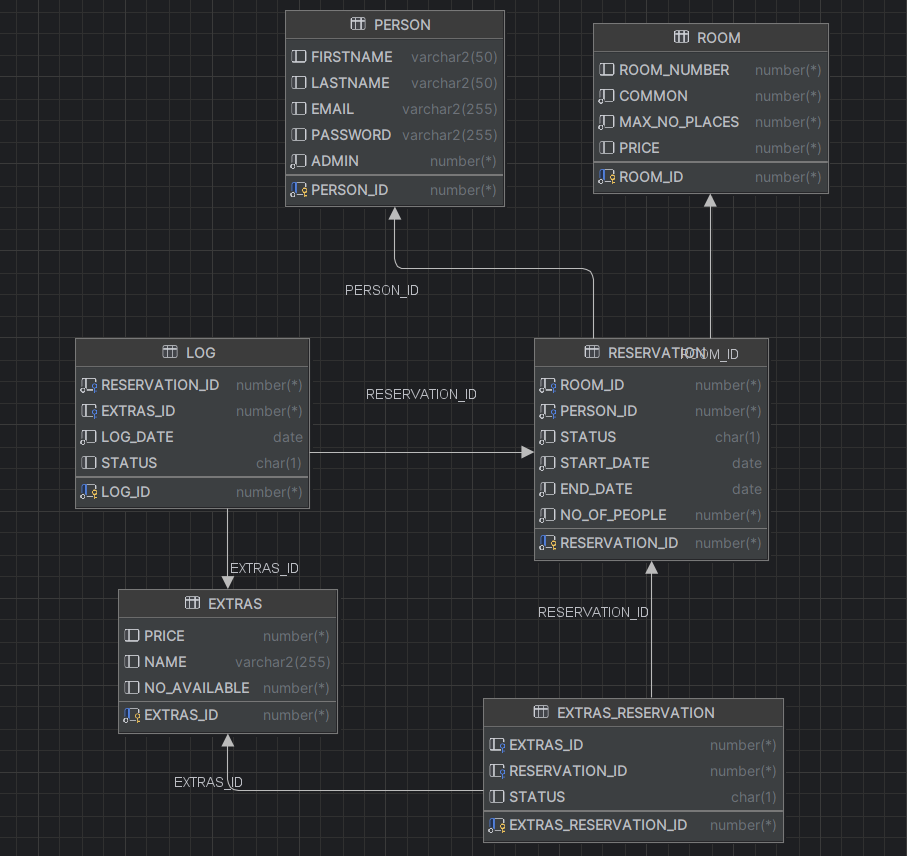 PERSON
FIRSTNAME varchar2(50)
LASTNAME varchar2(50)
EMAIL varchar2(255)
PASSWORD varchar2(255)
ADMIN number(*)
PERSON_ID number(*)
ROOM
ROOM_NUMBER number(*)
COMMON number(*)
MAX_NO_PLACES number(*)
PRICE number(*)
ROOM_ID number(*)
PERSON_ID
LOG
RESERVATION_ID number(*)
EXTRAS_ID number(*)
LOG_DATE date
STATUS char(1)
LOG_ID number(*)
RESERVATION_ID
RESERVATION
ROOM_ID
ROOM_ID number(*)
PERSON_ID number(*)
STATUS char(1)
START_DATE date
END_DATE date
NO_OF_PEOPLE number(*)
RESERVATION_ID number(*)
EXTRAS_ID
EXTRAS
PRICE number(*)
NAME varchar2(255)
NO_AVAILABLE number(*)
EXTRAS_ID number(*)
RESERVATION_ID
EXTRAS_ID
EXTRAS_RESERVATION
EXTRAS_ID number(*)
RESERVATION_ID number(*)
STATUS char(1)
EXTRAS_RESERVATION_ID number(*)